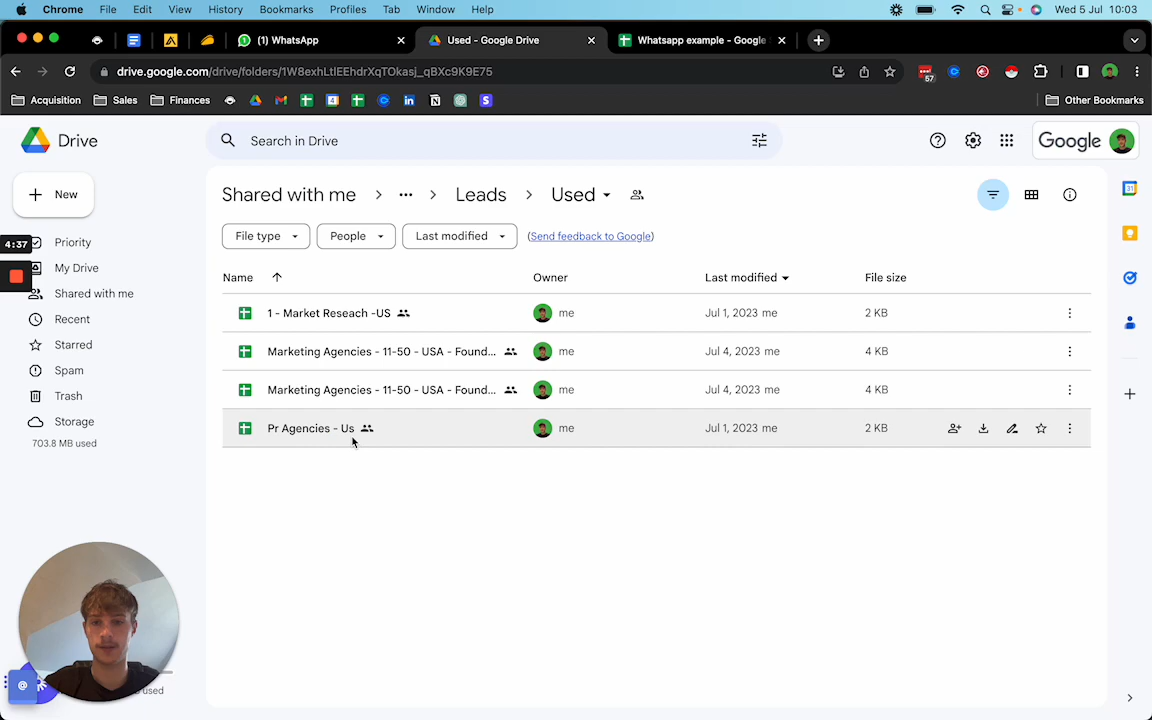 Chrome File Edit View History Bookmarks Profiles Tab Window Help Wed 5 Jul 10:03
(1) WhatsApp Used - Google Drive Whatsapp example - Google
drive.google.com/drive/folders/1W8exhLtlEEhdrXqTOkasj_qBXc9K9E75 57
Acquisition Sales Finances Other Bookmarks
Drive Search in Drive Google
New
Shared with me > ... > Leads > Used
File type People Last modified (Send feedback to Google)
4:37
Priority
My Drive
Shared with me
Recent
Starred
Spam
Trash
Storage
703.8 MB used
Name Owner Last modified File size
1 - Market Reseach -US me Jul 1, 2023 me 2 KB
Marketing Agencies - 11-50 - USA - Found... me Jul 4, 2023 me 4 KB
Marketing Agencies - 11-50 - USA - Found... me Jul 4, 2023 me 4 KB
Pr Agencies - Us me Jul 1, 2023 me 2 KB
used